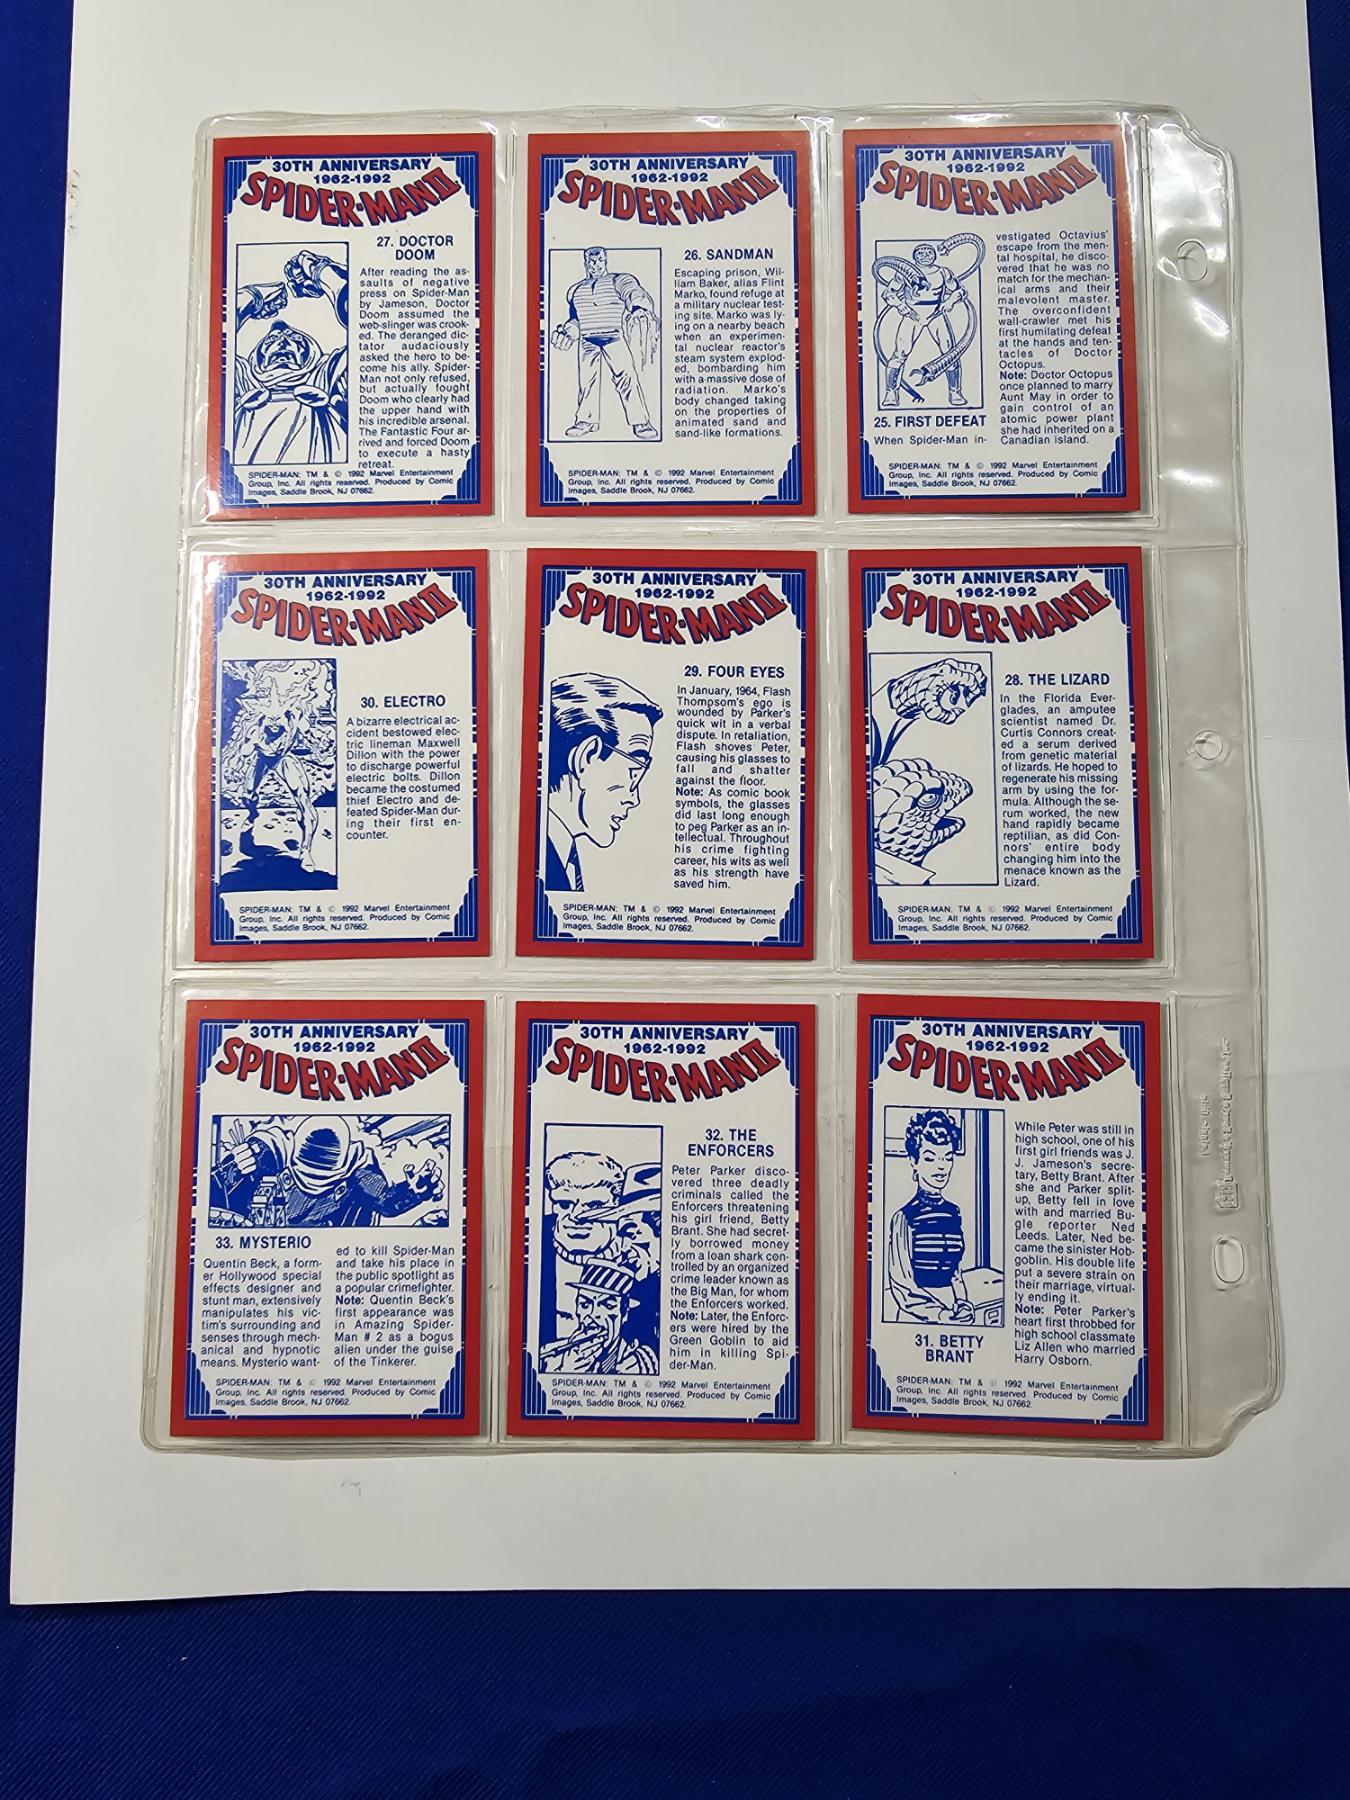 30TH ANNIVERSARY
1962-1992
SPIDER-MAN II
27. DOCTOR
DOOM
After reading the as-
saults of negative
press on Spider-Man
by Jameson, Doctor
Doom assumed the
web-slinger was crook-
ed. The deranged dic-
tator audaciously
asked the hero to be-
come his ally. Spider-
Man not only refused,
but actually fought
Doom who clearly had
the upper hand with
his incredible arsenal.
The Fantastic Four ar-
rived and forced Doom
to execute a hasty
retreat.
SPIDER-MAN: TM & © 1992 Marvel Entertainment
Group, Inc. All rights reserved. Produced by Comic
Images, Saddle Brook, NJ 07662.
30TH ANNIVERSARY
1962-1992
SPIDER-MAN II
26. SANDMAN
Escaping prison, Wil-
liam Baker, alias Flint
Marko, found refuge at
a military nuclear test-
ing site. Marko was ly-
ing on a nearby beach
when an experimen-
tal nuclear reactor's
steam system explod-
ed, bombarding him
with a massive dose of
radiation. Marko's
body changed taking
on the properties of
animated sand and
sand-like formations.
SPIDER-MAN: TM & © 1992 Marvel Entertainment
Group, Inc. All rights reserved. Produced by Comic
Images, Saddle Brook, NJ 07662.
30TH ANNIVERSARY
1962-1992
SPIDER-MAN II
25. FIRST DEFEAT
When Spider-Man in-
vestigated Octavius'
escape from the men-
tal hospital, he disco-
vered that he was no
match for the mechan-
ical arms and their
malevolent master.
The overconfident
wall-crawler met his
first humilating defeat
at the hands and ten-
tacles of Doctor
Octopus.
Note: Doctor Octopus
once planned to marry
Aunt May in order to
gain control of an
atomic power plant
she had inherited on a
Canadian island.
SPIDER-MAN: TM & © 1992 Marvel Entertainment
Group, Inc. All rights reserved. Produced by Comic
Images, Saddle Brook, NJ 07662.
30TH ANNIVERSARY
1962-1992
SPIDER-MAN II
30. ELECTRO
A bizarre electrical ac-
cident bestowed elec-
tric lineman Maxwell
Dillon with the power
to discharge powerful
electric bolts. Dillon
became the costumed
thief Electro and de-
feated Spider-Man dur-
ing their first en-
counter.
SPIDER-MAN: TM & © 1992 Marvel Entertainment
Group, Inc. All rights reserved. Produced by Comic
Images, Saddle Brook, NJ 07662.
30TH ANNIVERSARY
1962-1992
SPIDER-MAN II
29. FOUR EYES
In January, 1964, Flash
Thompsom's ego is
wounded by Parker's
quick wit in a verbal
dispute. In retaliation,
Flash shoves Peter,
causing his glasses to
fall and shatter
against the floor.
Note: As comic book
symbols, the glasses
did last long enough
to peg Parker as an in-
tellectual. Throughout
his crime fighting
career, his wits as well
as his strength have
saved him.
SPIDER-MAN: TM & © 1992 Marvel Entertainment
Group, Inc. All rights reserved. Produced by Comic
Images, Saddle Brook, NJ 07662.
30TH ANNIVERSARY
1962-1992
SPIDER-MAN II
28. THE LIZARD
In the Florida Ever-
glades, an amputee
scientist named Dr.
Curtis Connors creat-
ed a serum derived
from genetic material
of lizards. He hoped to
regenerate his missing
arm by using the for-
mula. Although the se-
rum worked, the new
hand rapidly became
reptilian, as did Con-
nors' entire body
changing him into the
menace known as the
Lizard.
SPIDER-MAN: TM & © 1992 Marvel Entertainment
Group, Inc. All rights reserved. Produced by Comic
Images, Saddle Brook, NJ 07662.
30TH ANNIVERSARY
1962-1992
SPIDER-MAN II
33. MYSTERIO
Quentin Beck, a form-
er Hollywood special
effects designer and
stunt man, extensively
manipulates his vic-
tim's surrounding and
senses through mech-
anical and hypnotic
means. Mysterio want-
ed to kill Spider-Man
and take his place in
the public spotlight as
a popular crimefighter.
Note: Quentin Beck's
first appearance was
in Amazing Spider-
Man # 2 as a bogus
alien under the guise
of the Tinkerer.
SPIDER-MAN: TM & © 1992 Marvel Entertainment
Group, Inc. All rights reserved. Produced by Comic
Images, Saddle Brook, NJ 07662.
30TH ANNIVERSARY
1962-1992
SPIDER-MAN II
32. THE
ENFORCERS
Peter Parker disco-
vered three deadly
criminals called the
Enforcers threatening
his girl friend, Betty
Brant. She had secret-
ly borrowed money
from a loan shark con-
trolled by an organized
crime leader known as
the Big Man, for whom
the Enforcers worked.
Note: Later, the Enforc-
ers were hired by the
Green Goblin to aid
him in killing Spi-
der-Man.
SPIDER-MAN: TM & © 1992 Marvel Entertainment
Group, Inc. All rights reserved. Produced by Comic
Images, Saddle Brook, NJ 07662.
30TH ANNIVERSARY
1962-1992
SPIDER-MAN II
31. BETTY
BRANT
While Peter was still in
high school, one of his
first girl friends was J.
J. Jameson's secre-
tary, Betty Brant. After
she and Parker split-
up, Betty fell in love
with and married Bu-
gle reporter Ned
Leeds. Later, Ned be-
came the sinister Hob-
goblin. His double life
put a severe strain on
their marriage, virtual-
ly ending it.
Note: Peter Parker's
heart first throbbed for
high school classmate
Liz Allen who married
Harry Osborn.
SPIDER-MAN: TM & © 1992 Marvel Entertainment
Group, Inc. All rights reserved. Produced by Comic
Images, Saddle Brook, NJ 07662.